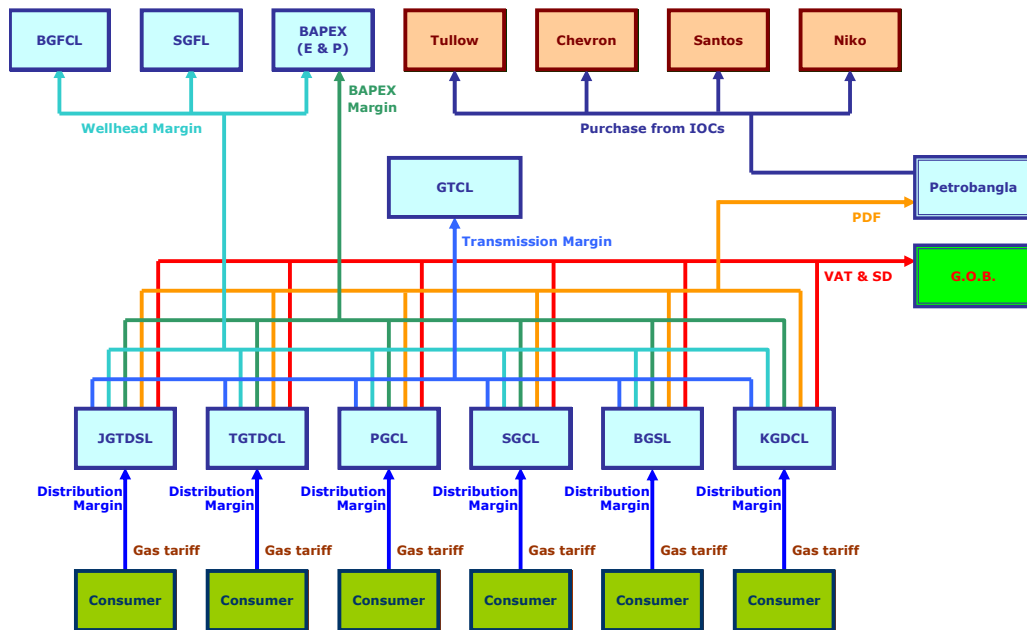 BGFCL
SGFL
BAPEX
(E & P)
Tullow
Chevron
Santos
Niko
BAPEX
Margin
Wellhead Margin
Purchase from IOCs
GTCL
Petrobangla
PDF
Transmission Margin
VAT & SD
G.O.B.
JGTDSL
TGTDCL
PGCL
SGCL
BGSL
KGDCL
Distribution
Margin
Distribution
Margin
Distribution
Margin
Distribution
Margin
Distribution
Margin
Distribution
Margin
Gas tariff
Gas tariff
Gas tariff
Gas tariff
Gas tariff
Gas tariff
Consumer
Consumer
Consumer
Consumer
Consumer
Consumer